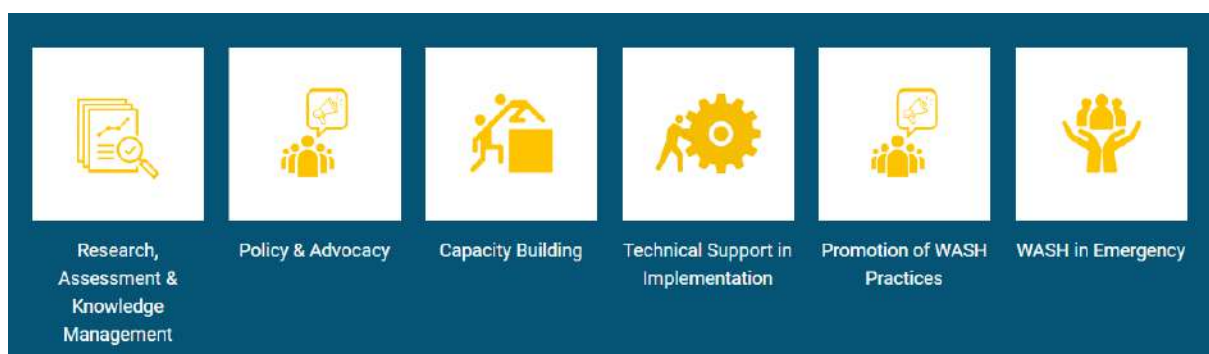 Research,
Assessment &
Knowledge
Management
Policy & Advocacy
Capacity Building
Technical Support in
Implementation
Promotion of WASH
Practices
WASH in Emergency